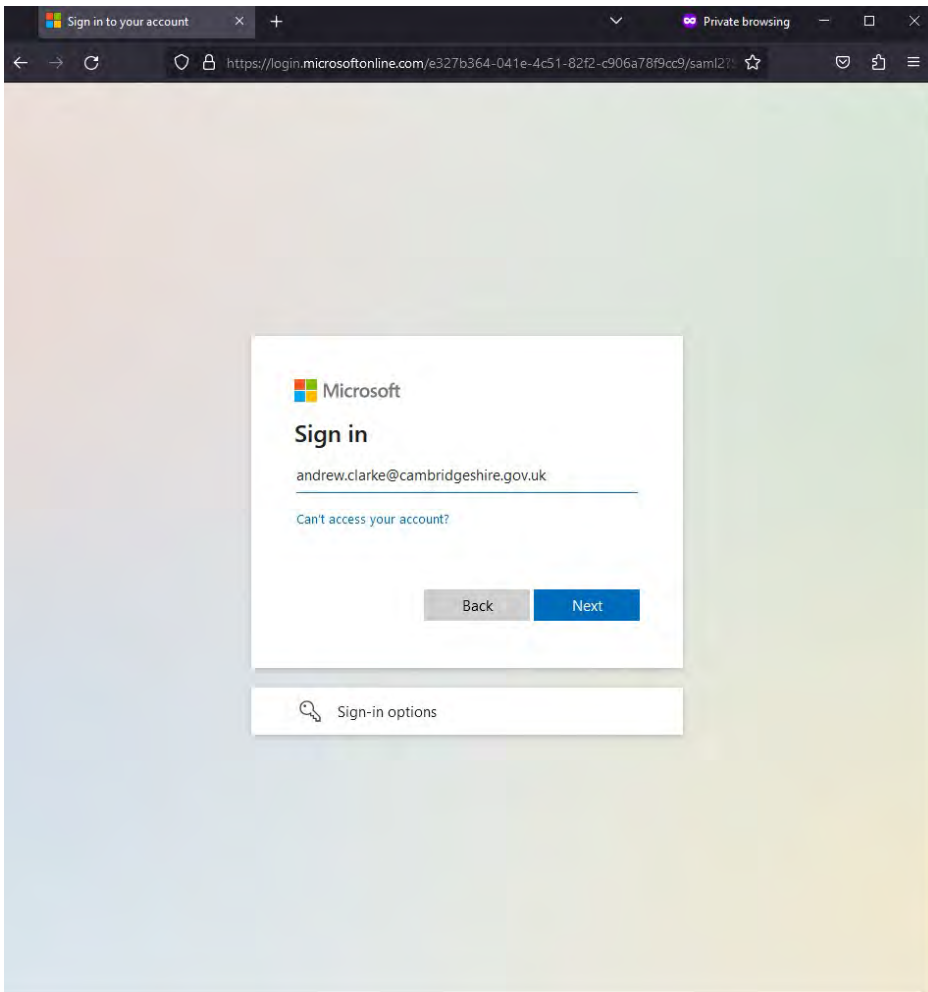 Sign in to your account
Private browsing
https://login.microsoftonline.com/e327b364-041e-4c51-82f2-c906a78f9cc9/saml2?S
Microsoft
Sign in
andrew.clarke@cambridgeshire.gov.uk
Can't access your account?
Back Next
Sign-in options